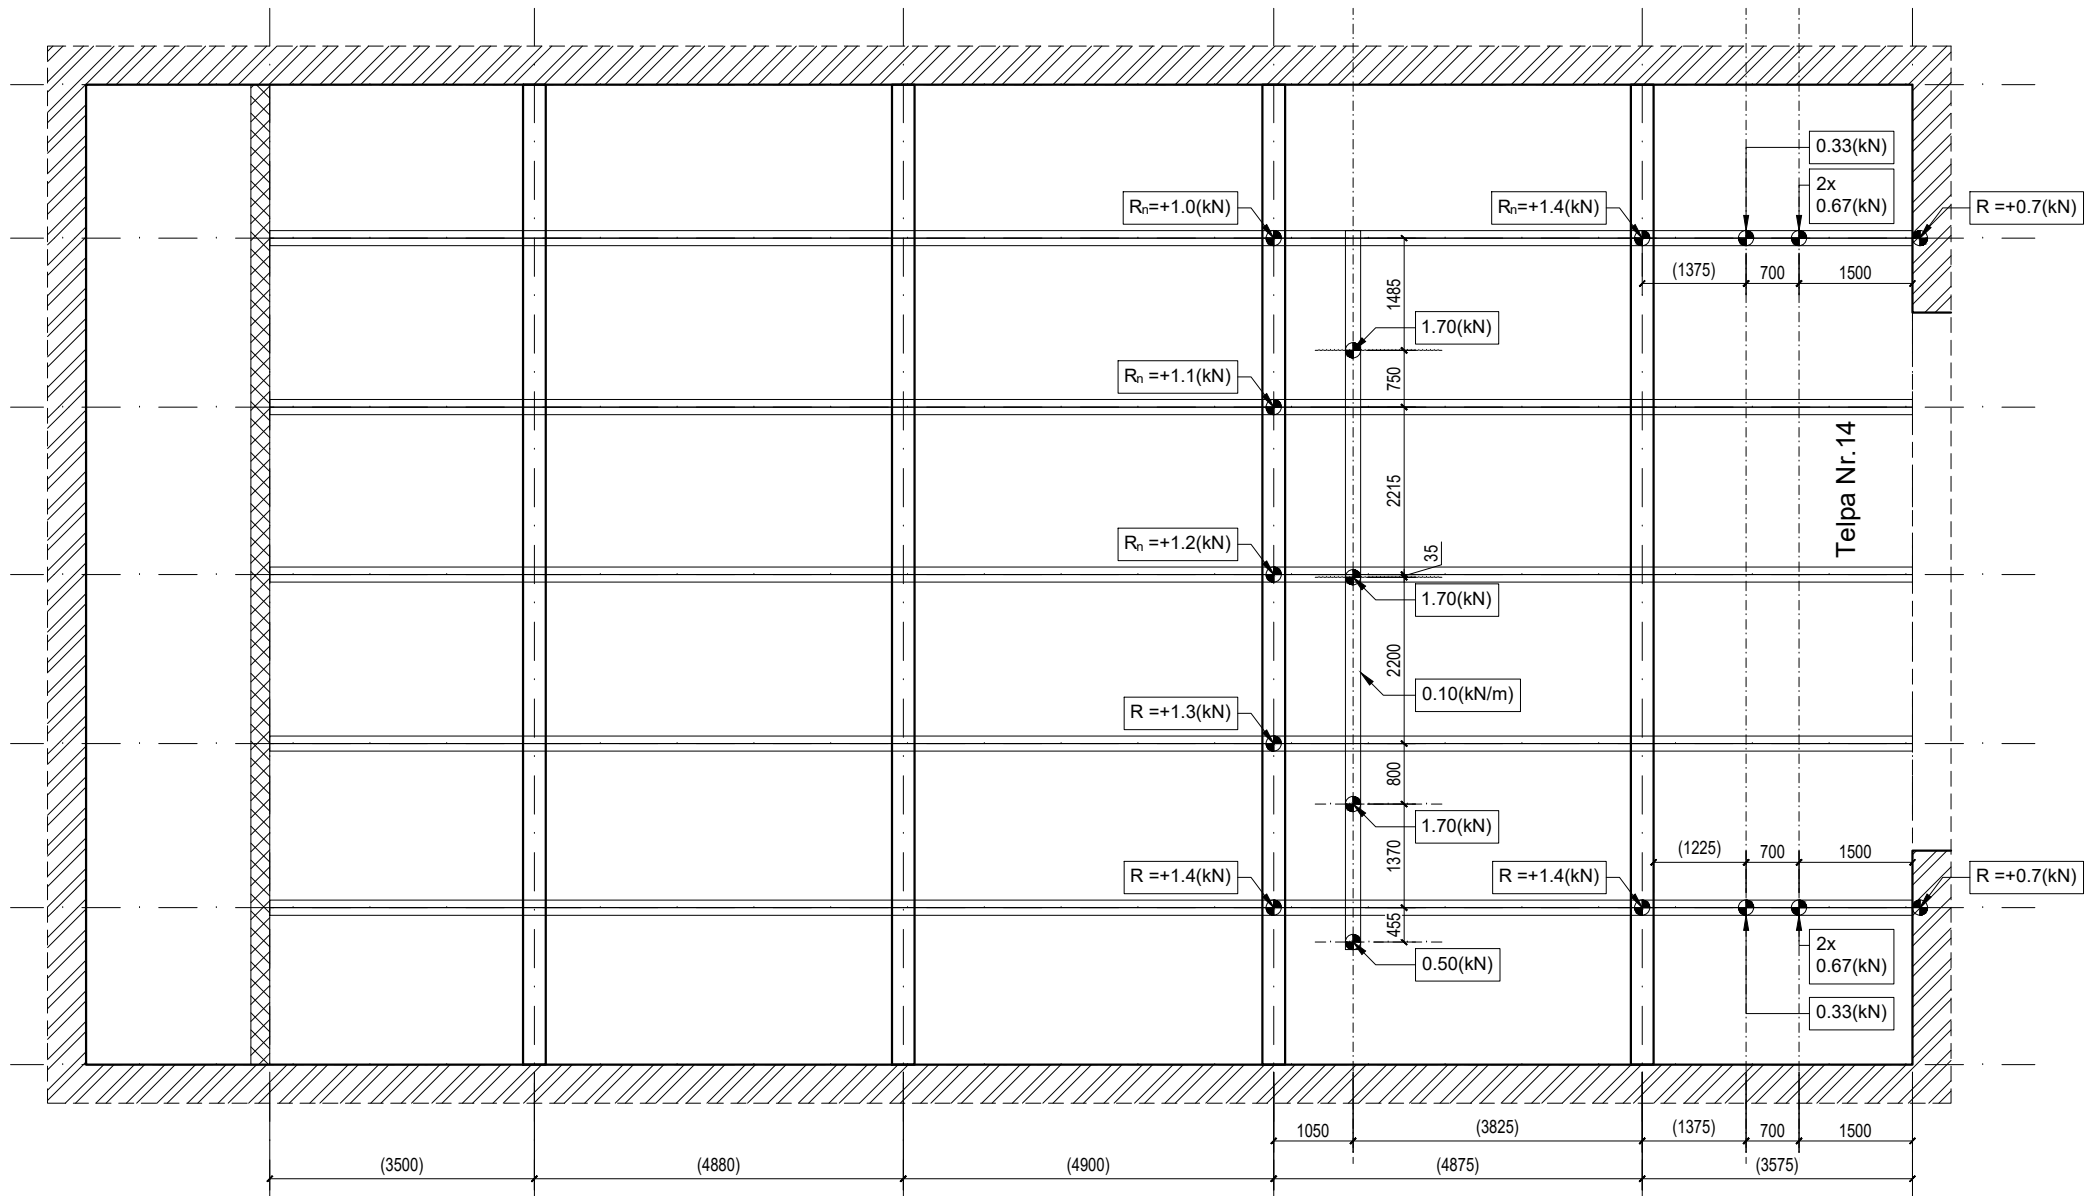 0.33(kN)
2x
0.67(kN)
Rn=+1.0(kN)
Rn=+1.4(kN)
R =+0.7(kN)
(1375)
700
1500
1485
1.70(kN)
750
Rn =+1.1(kN)
2215
Telpa Nr.14
Rn =+1.2(kN)
35
1.70(kN)
2200
0.10(kN/m)
R =+1.3(kN)
800
1.70(kN)
1370
(1225)
700
1500
R =+1.4(kN)
R =+1.4(kN)
R =+0.7(kN)
455
0.50(kN)
2x
0.67(kN)
0.33(kN)
1050
(3825)
(1375)
700
1500
(3500)
(4880)
(4900)
(4875)
(3575)